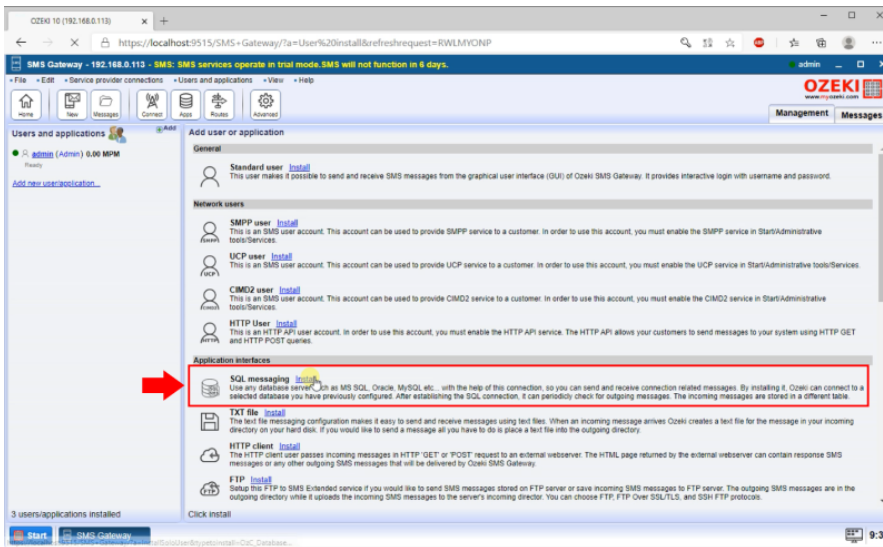 OZEKI 10 (192.168.0.113)
https://localhost:9515/SMS+Gateway/?a=User%20install&refreshrequest=RWLMYONP
SMS Gateway - 192.168.0.113 - SMS: SMS services operate in trial mode.SMS will not function in 6 days.
admin
File Edit Service provider connections Users and applications View Help
OZEKI
www.myozeki.com
Home New Messages Connect Apps Routes Advanced
Management Messages
Users and applications Add
admin (Admin) 0.00 MPM
Ready
Add new user/application...
Add user or application
General
Standard user Install
This user makes it possible to send and receive SMS messages from the graphical user interface (GUI) of Ozeki SMS Gateway. It provides interactive login with username and password.
Network users
SMPP user Install
This is an SMS user account. This account can be used to provide SMPP service to a customer. In order to use this account, you must enable the SMPP service in Start/Administrative
tools/Services.
UCP user Install
This is an SMS user account. This account can be used to provide UCP service to a customer. In order to use this account, you must enable the UCP service in Start/Administrative tools/Services.
CIMD2 user Install
This is an SMS user account. This account can be used to provide CIMD2 service to a customer. In order to use this account, you must enable the CIMD2 service in Start/Administrative
tools/Services.
HTTP User Install
This is an HTTP API user account. In order to use this account, you must enable the HTTP API service. The HTTP API allows your customers to send messages to your system using HTTP GET
and HTTP POST queries.
Application interfaces
SQL messaging Install
Use any database server such as MS SQL, Oracle, MySQL etc... with the help of this connection, so you can send and receive connection related messages. By installing it, Ozeki can connect to a
selected database you have previously configured. After establishing the SQL connection, it can periodicly check for outgoing messages. The incoming messages are stored in a different table.
TXT file Install
The text file messaging configuration makes it easy to send and receive messages using text files. When an incoming message arrives Ozeki creates a text file for the message in your incoming
directory on your hard disk. If you would like to send a message all you have to do is place a text file into the outgoing directory.
HTTP client Install
The HTTP client user passes incoming messages in HTTP 'GET' or 'POST' request to an external webserver. The HTML page returned by the external webserver can contain response SMS
messages or any other outgoing SMS messages that will be delivered by Ozeki SMS Gateway.
FTP Install
Setup this FTP to SMS Extended service if you would like to send SMS messages stored on FTP server or save incoming SMS messages to FTP server. The outgoing SMS messages are in the
outgoing directory while it uploads the incoming SMS messages to the server's incoming director. You can choose FTP, FTP Over SSL/TLS, and SSH FTP protocols.
3 users/applications installed
Click install
Start SMS Gateway
9:3